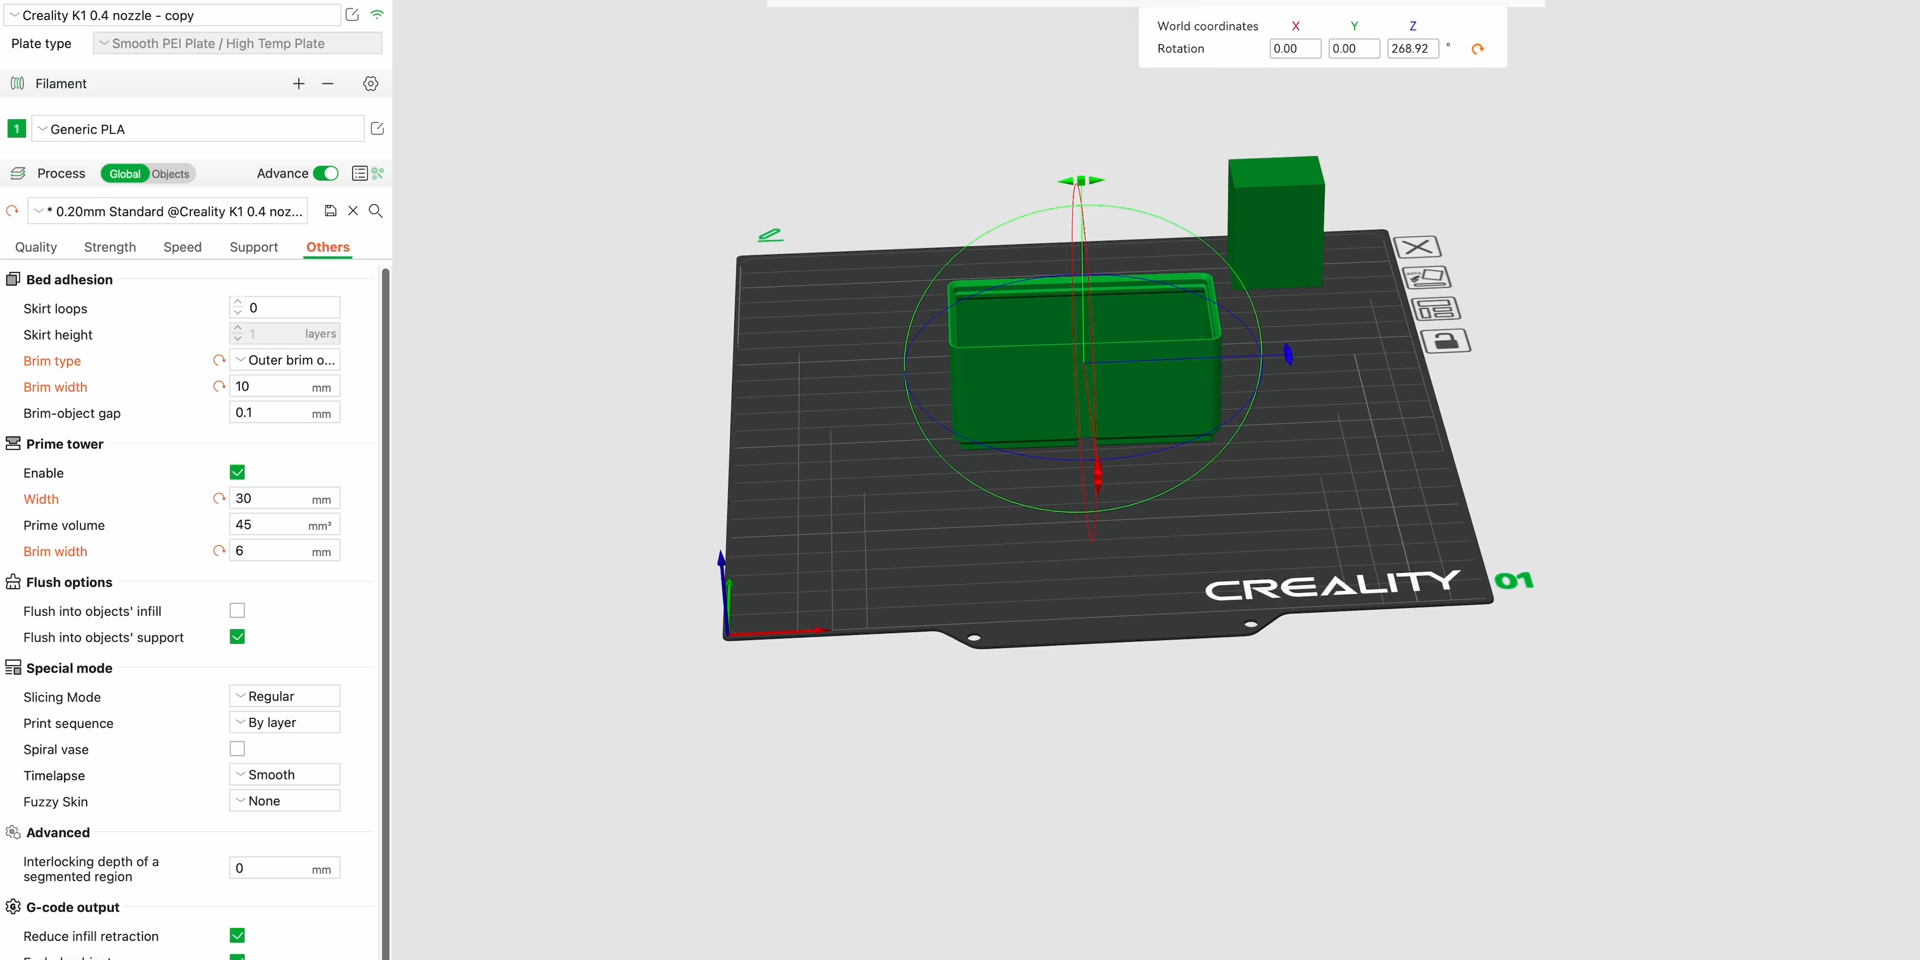 Creality K1 0.4 nozzle - copy
Plate type
Smooth PEI Plate / High Temp Plate
Filament
1
Generic PLA
Process
Global
Objects
Advance
* 0.20mm Standard @Creality K1 0.4 noz...
Quality
Strength
Speed
Support
Others
Bed adhesion
Skirt loops
0
Skirt height
1 layers
Brim type
Outer brim o...
Brim width
10 mm
Brim-object gap
0.1 mm
Prime tower
Enable
Width
30 mm
Prime volume
45 mm³
Brim width
6 mm
Flush options
Flush into objects' infill
Flush into objects' support
Special mode
Slicing Mode
Regular
Print sequence
By layer
Spiral vase
Timelapse
Smooth
Fuzzy Skin
None
Advanced
Interlocking depth of a
segmented region
0 mm
G-code output
Reduce infill retraction
World coordinates
X Y Z
Rotation
0.00 0.00 268.92 °
CREALITY
01